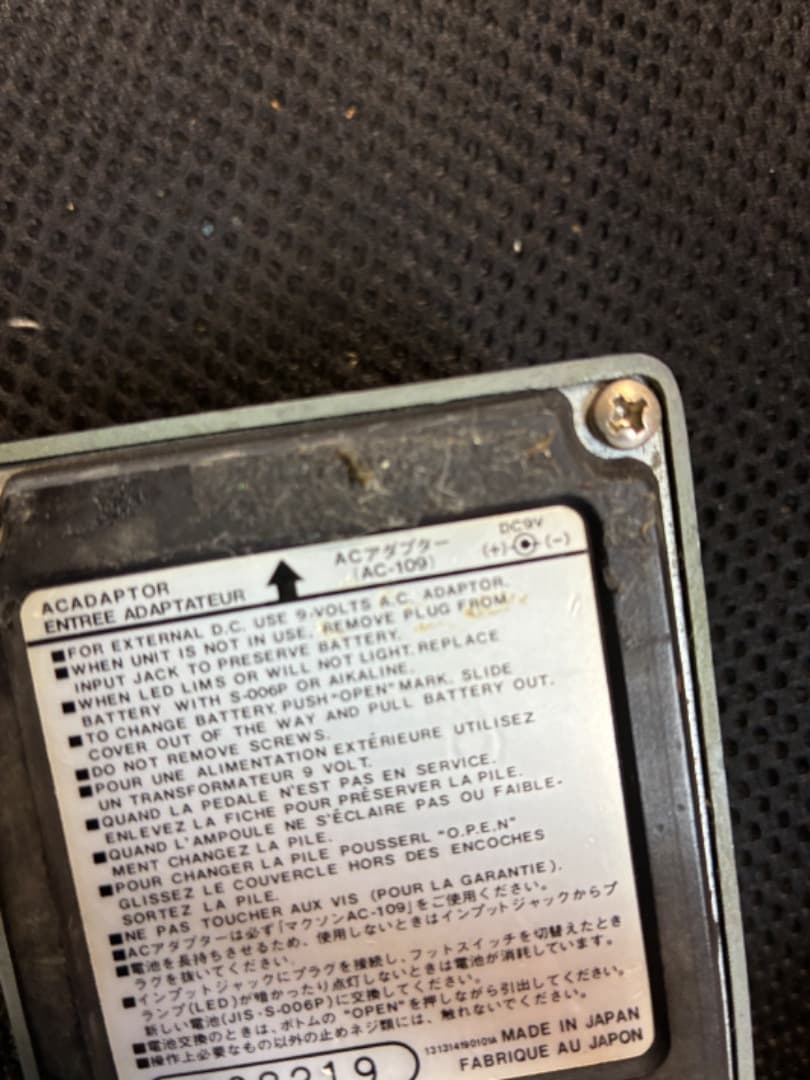 ACADAPTOR
ENTREE ADAPTATEUR
ACアダプター
(AC-109)
DC9V
(+) (-)
■FOR EXTERNAL D.C. USE 9-VOLTS A.C. ADAPTOR.
■WHEN UNIT IS NOT IN USE. REMOVE PLUG FROM
INPUT JACK TO PRESERVE BATTERY.
■WHEN LED LIMS OR WILL NOT LIGHT. REPLACE
BATTERY WITH S-006P OR AIKALINE.
■TO CHANGE BATTERY, PUSH "OPEN" MARK. SLIDE
COVER OUT OF THE WAY AND PULL BATTERY OUT.
■DO NOT REMOVE SCREWS.
■POUR UNE ALIMENTATION EXTÉRIEURE UTILISEZ
UN TRANSFORMATEUR 9 VOLT.
■QUAND LA PEDALE N'EST PAS EN SERVICE.
ENLEVEZ LA FICHE POUR PRÉSERVER LA PILE.
■QUAND L'AMPOULE NE S'ÉCLAIRE PAS OU FAIBLE-
MENT CHANGEZ LA PILE.
■POUR CHANGER LA PILE POUSSERL "O.P.E.N"
GLISSEZ LE COUVERCLE HORS DES ENCOCHES
SORTEZ LA PILE.
■NE PAS TOUCHER AUX VIS (POUR LA GARANTIE).
■ACアダプターは必ず「マクソンAC-109」をご使用ください。
■電池を長持ちさせるため、使用しないときはインプットジャックからプ
ラグを抜いてください。
■インプットジャックにプラグを接続し、フットスイッチを切替えたとき
ランプ(LED)が暗かったり点灯しないときは電池が消耗しています。
新しい電池(JIS-S-006P)に交換してください。
■電池交換のときは、ボトムの"OPEN"を押しながら引出してください。
■操作上必要なもの以外の止めネジ類には、触れないでください。
131314190101A MADE IN JAPAN
FABRIQUE AU JAPON
219